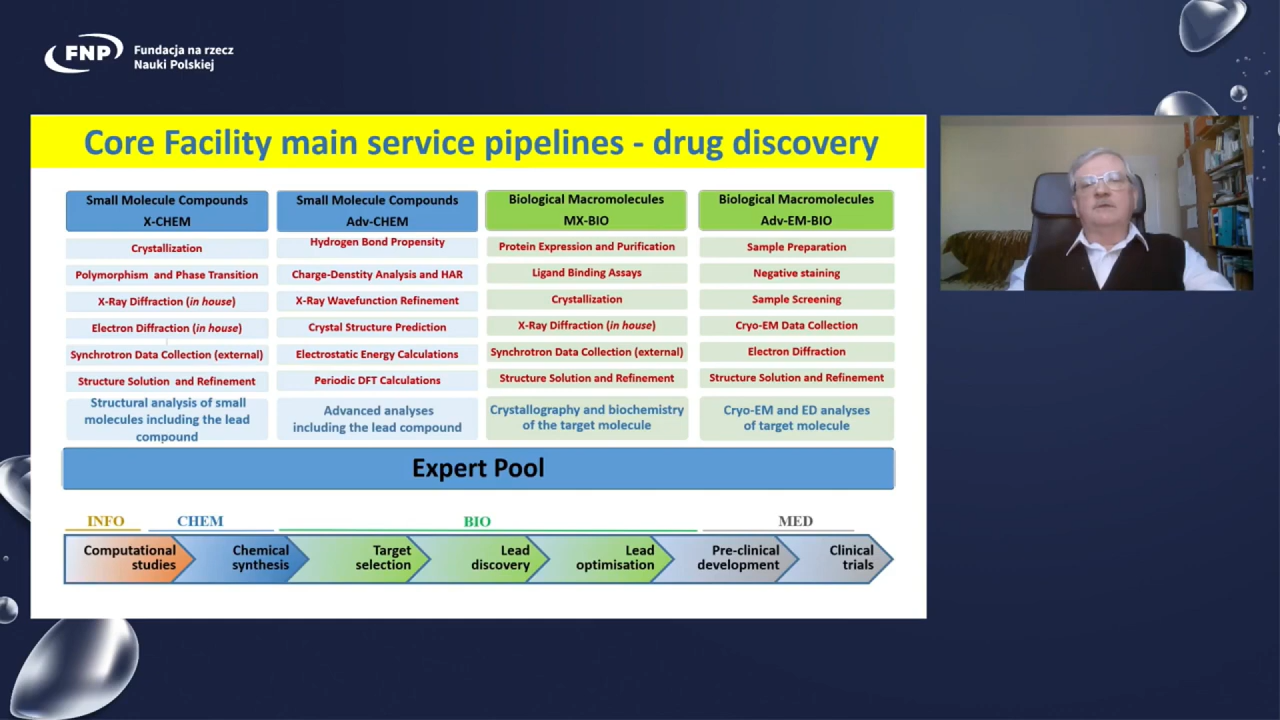 FNP
Fundacja na rzecz
Nauki Polskiej
Core Facility main service pipelines - drug discovery
Small Molecule Compounds
X-CHEM
Crystallization
Polymorphism and Phase Transition
X-Ray Diffraction (in house)
Electron Diffraction (in house)
Synchrotron Data Collection (external)
Structure Solution and Refinement
Structural analysis of small
molecules including the lead
compound
Small Molecule Compounds
Adv-CHEM
Hydrogen Bond Propensity
Charge-Denstity Analysis and HAR
X-Ray Wavefunction Refinement
Crystal Structure Prediction
Electrostatic Energy Calculations
Periodic DFT Calculations
Advanced analyses
including the lead compound
Biological Macromolecules
MX-BIO
Protein Expression and Purification
Ligand Binding Assays
Crystallization
X-Ray Diffraction (in house)
Synchrotron Data Collection (external)
Structure Solution and Refinement
Crystallography and biochemistry
of the target molecule
Biological Macromolecules
Adv-EM-BIO
Sample Preparation
Negative staining
Sample Screening
Cryo-EM Data Collection
Electron Diffraction
Structure Solution and Refinement
Cryo-EM and ED analyses
of target molecule
Expert Pool
INFO
CHEM
BIO
MED
Computational
studies
Chemical
synthesis
Target
selection
Lead
discovery
Lead
optimisation
Pre-clinical
development
Clinical
trials